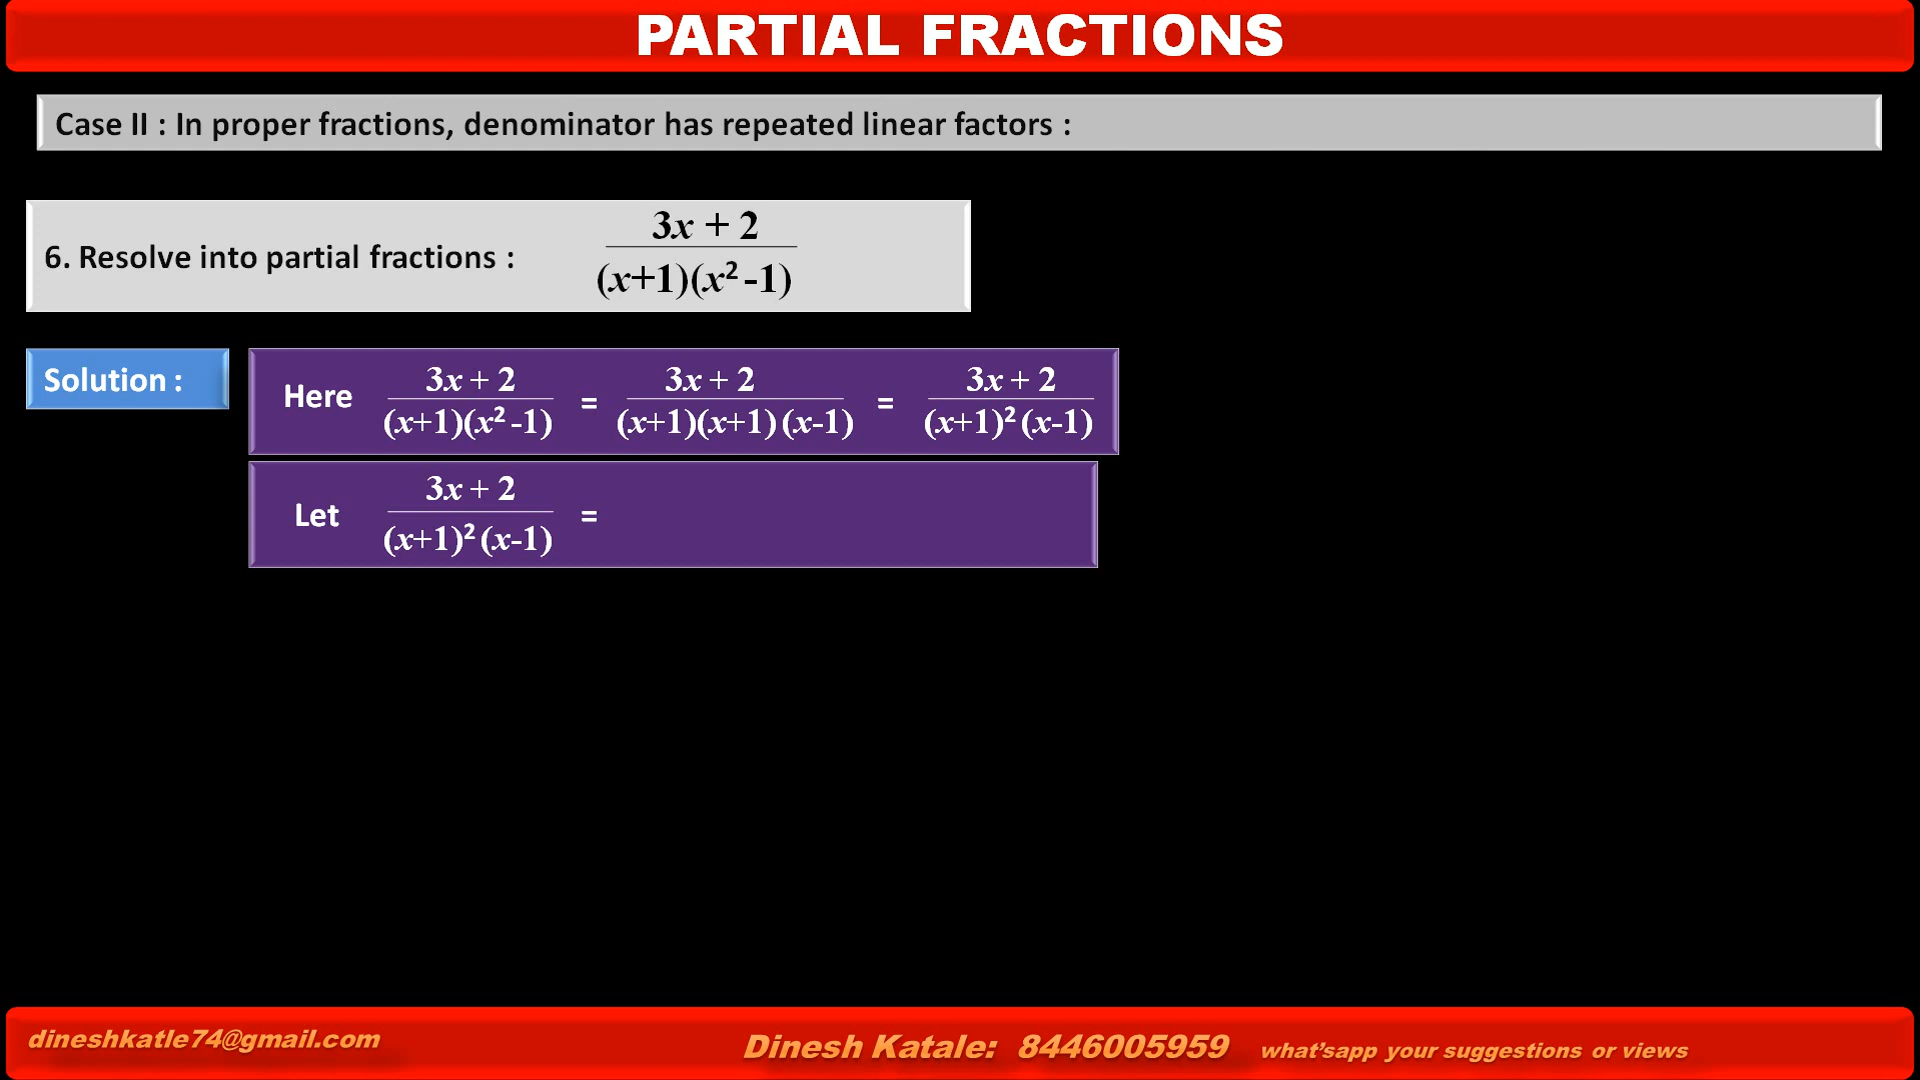 PARTIAL FRACTIONS
Case II : In proper fractions, denominator has repeated linear factors :
6. Resolve into partial fractions : 3x + 2 / (x+1)(x² -1)
Solution :
Here 3x + 2 / (x+1)(x² -1) = 3x + 2 / (x+1)(x+1)(x-1) = 3x + 2 / (x+1)² (x-1)
Let 3x + 2 / (x+1)² (x-1) =
dineshkatle74@gmail.com
Dinesh Katale: 8446005959 what’sapp your suggestions or views